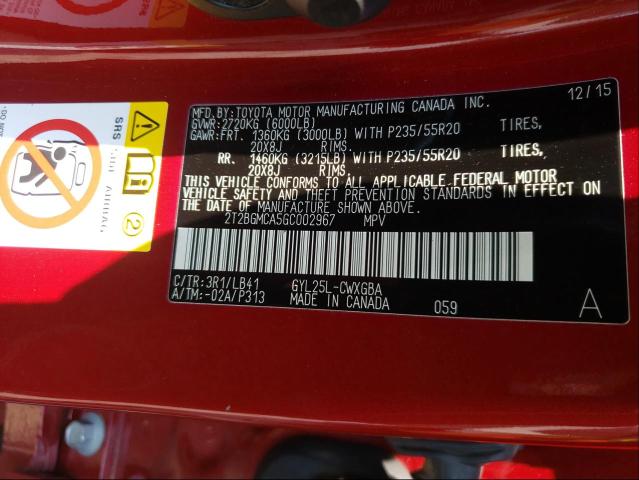 MFD.BY:TOYOTA MOTOR MANUFACTURING CANADA INC. 12/15
GVWR:2720KG (6000LB)
GAWR:FRT. 1360KG (3000LB) WITH P235/55R20 TIRES,
20X8J RIMS.
RR. 1460KG (3215LB) WITH P235/55R20 TIRES,
20X8J RIMS.
THIS VEHICLE CONFORMS TO ALL APPLICABLE FEDERAL MOTOR
VEHICLE SAFETY AND THEFT PREVENTION STANDARDS IN EFFECT ON
THE DATE OF MANUFACTURE SHOWN ABOVE.
2T2BGMCA5GC002967 MPV
C/TR:3R1/LB41 GYL25L-CWXGBA
A/TM:-02A/P313 MADE IN CANADA 059 A
SRS SIDE AIRBAG
2